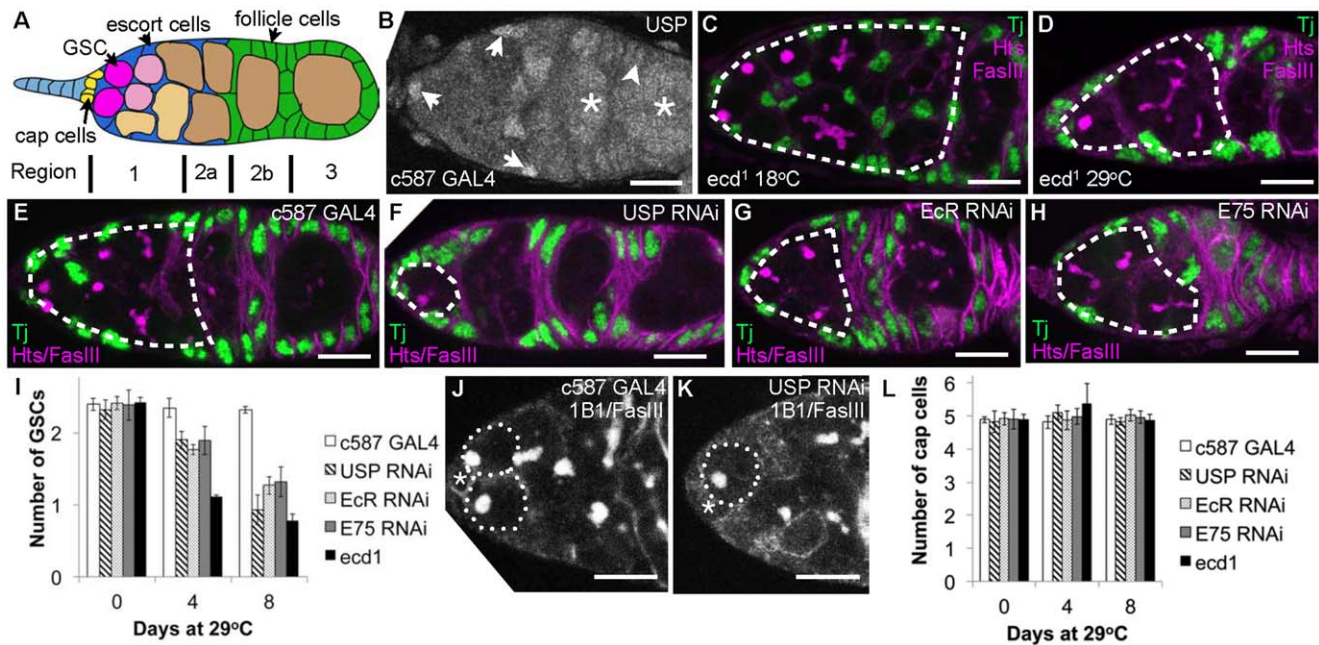 A
escort cells
follicle cells
GSC
cap cells
Region 1 2a 2b 3
B
USP
c587 GAL4
C
Tj
Hts
FasIII
ecd¹ 18°C
D
Tj
Hts
FasIII
ecd¹ 29°C
E
c587 GAL4
Tj
Hts/FasIII
F
USP RNAi
Tj
Hts/FasIII
G
EcR RNAi
Tj
Hts/FasIII
H
E75 RNAi
Tj
Hts/FasIII
I
Number of GSCs
2
1
0
0 4 8
Days at 29°C
c587 GAL4
USP RNAi
EcR RNAi
E75 RNAi
ecd1
J
c587 GAL4
1B1/FasIII
*
K
USP RNAi
1B1/FasIII
*
L
Number of cap cells
6
5
4
3
2
1
0
0 4 8
Days at 29°C
c587 GAL4
USP RNAi
EcR RNAi
E75 RNAi
ecd1